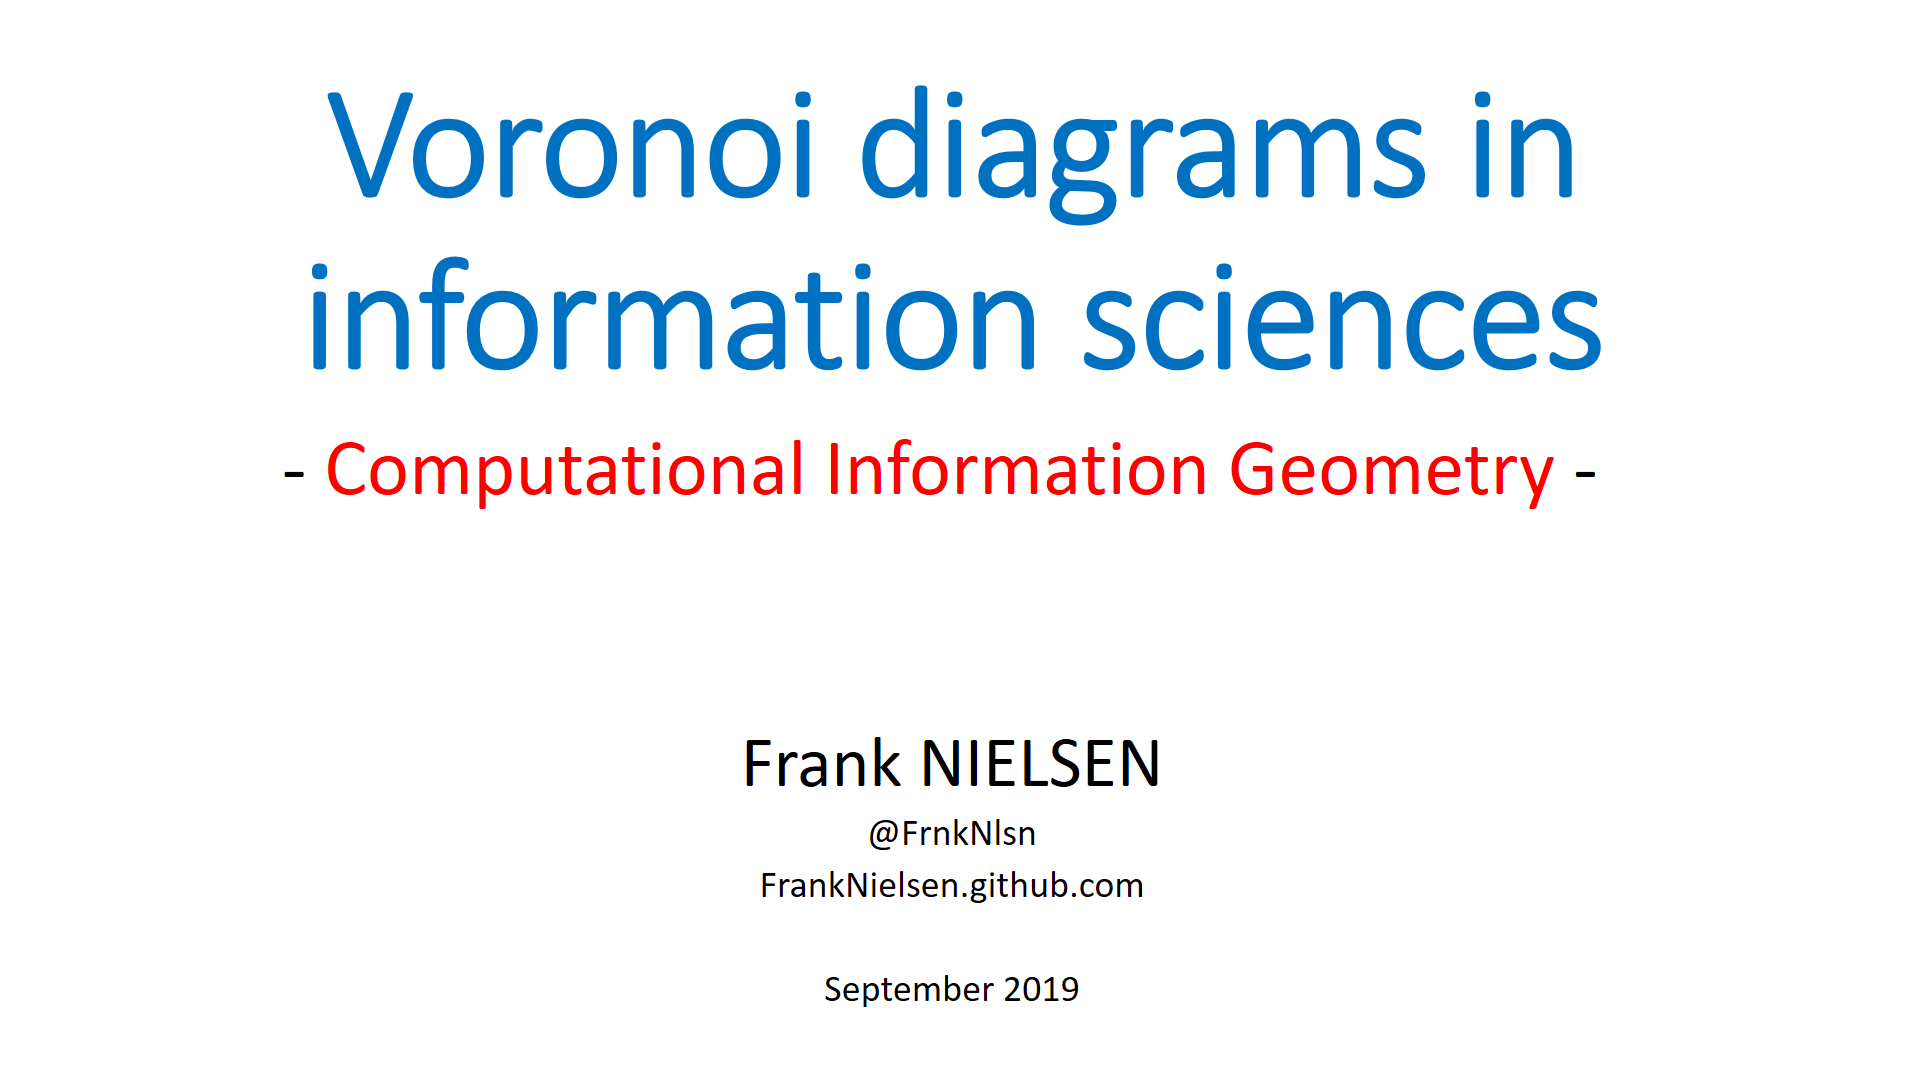 Voronoi diagrams in
information sciences
- Computational Information Geometry -
Frank NIELSEN
@FrnkNlsn
FrankNielsen.github.com
September 2019